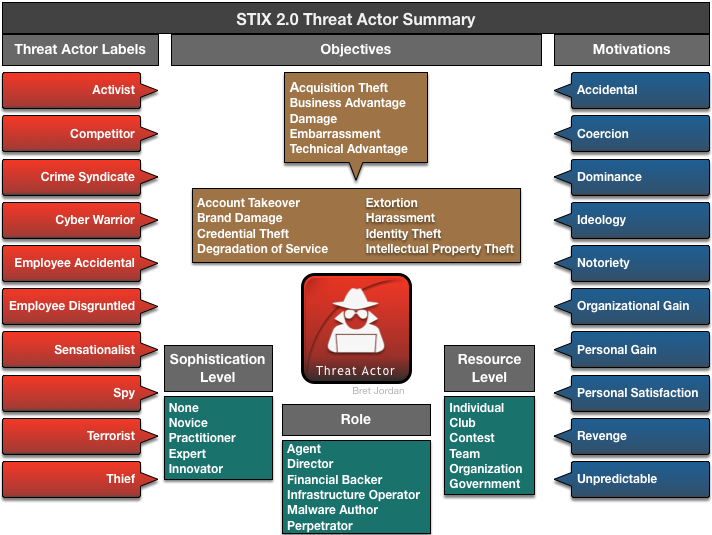 STIX 2.0 Threat Actor Summary
Threat Actor Labels
Activist
Competitor
Crime Syndicate
Cyber Warrior
Employee Accidental
Employee Disgruntled
Sensationalist
Spy
Terrorist
Thief
Objectives
Acquisition Theft
Business Advantage
Damage
Embarrassment
Technical Advantage
Account Takeover
Brand Damage
Credential Theft
Degradation of Service
Extortion
Harassment
Identity Theft
Intellectual Property Theft
Threat Actor
Bret Jordan
Sophistication
Level
None
Novice
Practitioner
Expert
Innovator
Role
Agent
Director
Financial Backer
Infrastructure Operator
Malware Author
Perpetrator
Resource
Level
Individual
Club
Contest
Team
Organization
Government
Motivations
Accidental
Coercion
Dominance
Ideology
Notoriety
Organizational Gain
Personal Gain
Personal Satisfaction
Revenge
Unpredictable